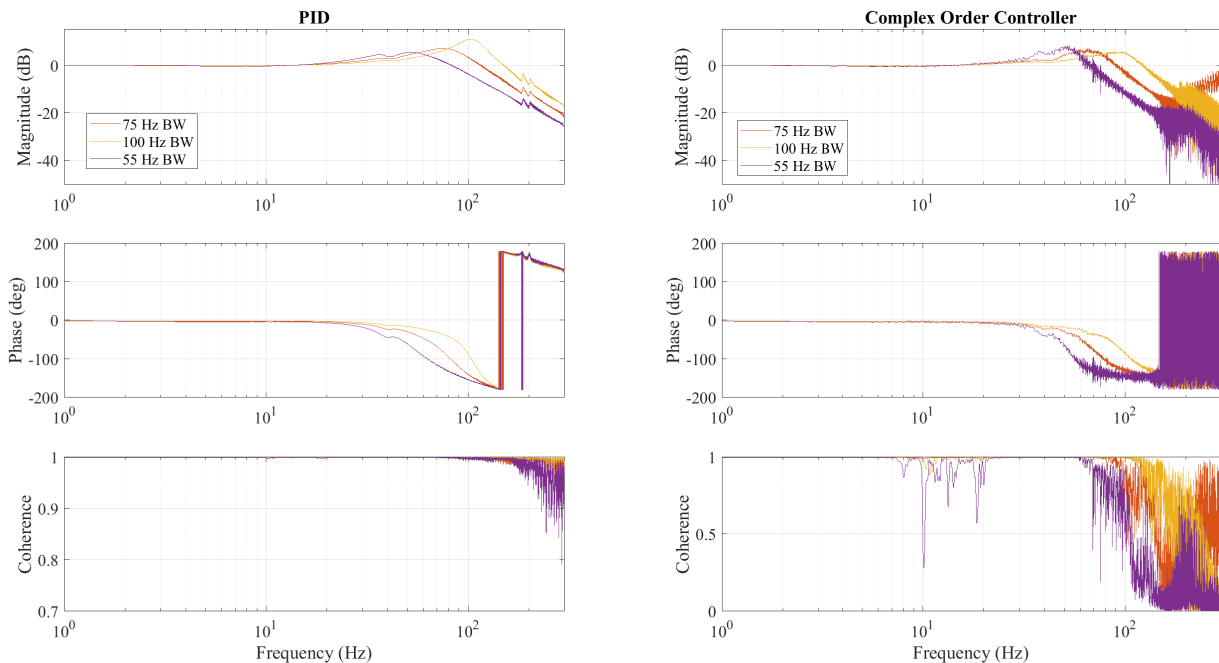 PID
Magnitude (dB)
0
-20
-40
75 Hz BW
100 Hz BW
55 Hz BW
10^0
10^1
10^2
Phase (deg)
200
100
0
-100
-200
10^0
10^1
10^2
Coherence
1
0.9
0.8
0.7
10^0
10^1
10^2
Frequency (Hz)
Complex Order Controller
Magnitude (dB)
0
-20
-40
75 Hz BW
100 Hz BW
55 Hz BW
10^0
10^1
10^2
Phase (deg)
200
100
0
-100
-200
10^0
10^1
10^2
Coherence
1
0.5
0
10^0
10^1
10^2
Frequency (Hz)